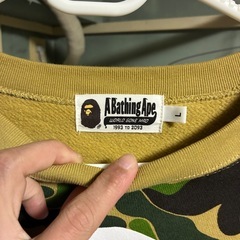 A Bathing Ape
WORLD GONE MAD
1993 TO 2093
L